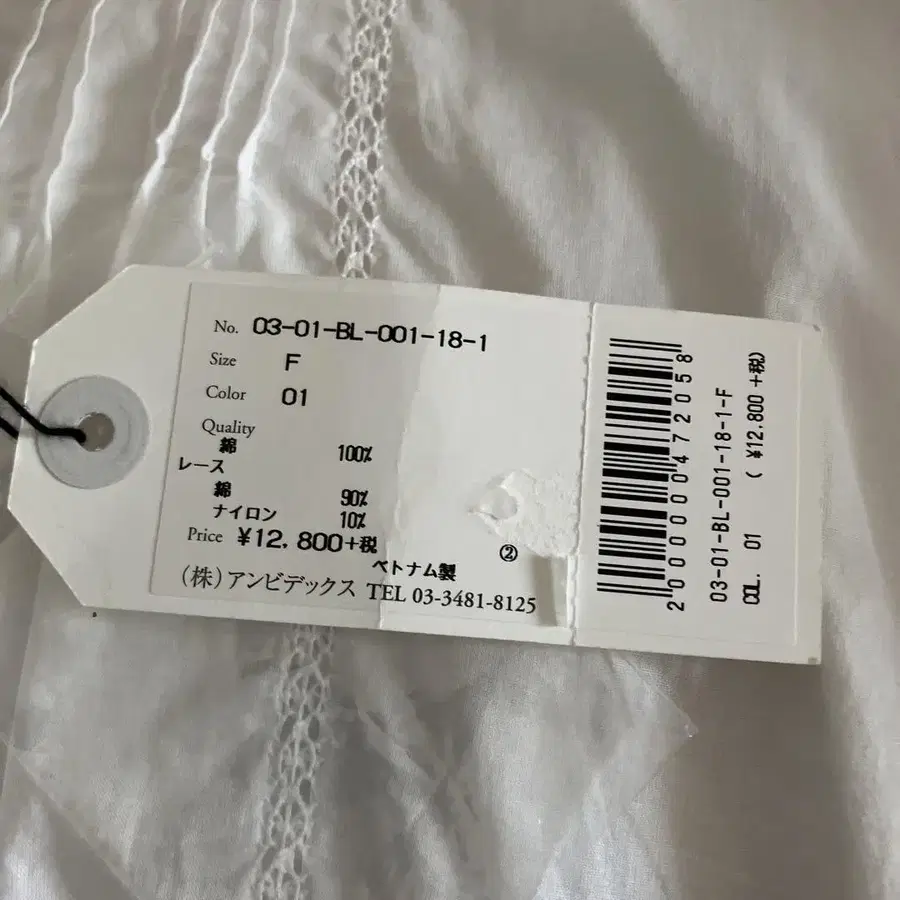 No. 03-01-BL-001-18-1
Size F
Color 01
Quality
綿 100%
レース
綿 90%
ナイロン 10%
Price ¥12,800+税
②
ベトナム製
(株)アンビデックス TEL 03-3481-8125
2000000472058
03-01-BL-001-18-1-F
COL. 01 ( ¥12.800 +税)